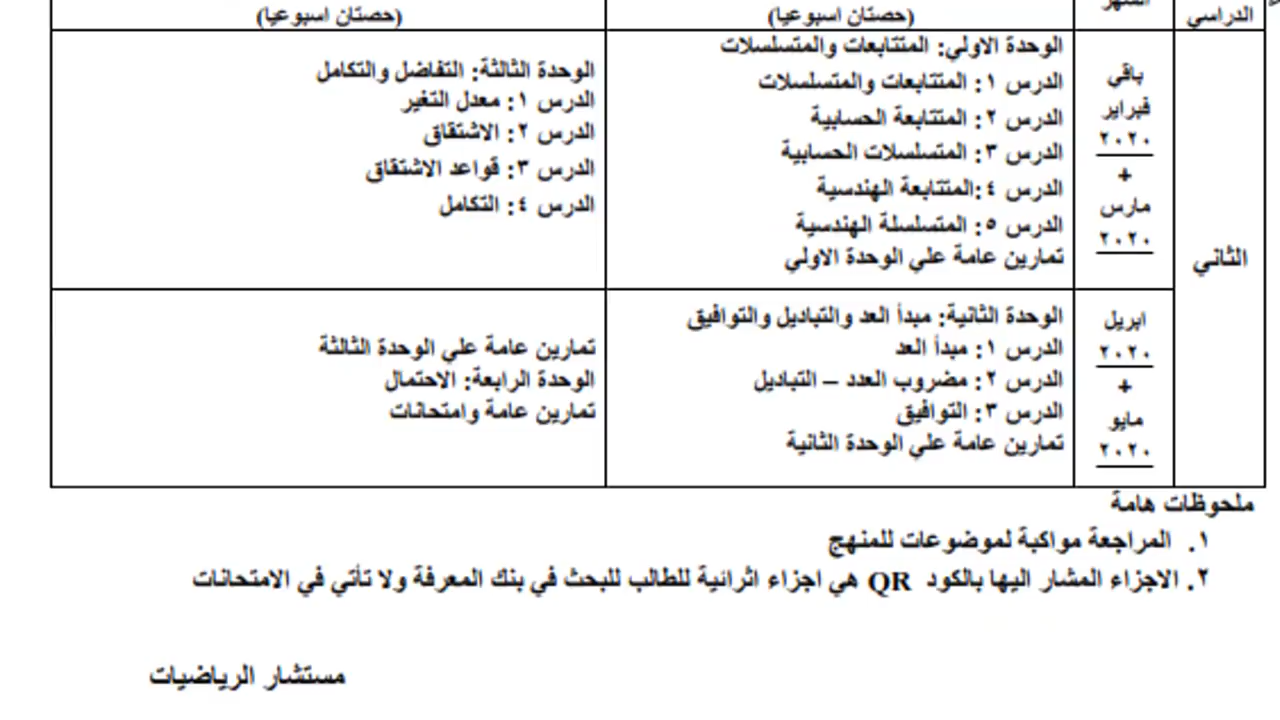 الدراسي
(حصتان اسبوعيا)
(حصتان اسبوعيا)
الثاني
باقي
فبراير
٢٠٢٠
+
مارس
٢٠٢٠
الوحدة الاولي: المتتابعات والمتسلسلات
الدرس ١: المتتابعات والمتسلسلات
الدرس ٢: المتتابعة الحسابية
الدرس ٣: المتسلسلات الحسابية
الدرس ٤:المتتابعة الهندسية
الدرس ٥: المتسلسلة الهندسية
تمارين عامة علي الوحدة الاولي
الوحدة الثالثة: التفاضل والتكامل
الدرس ١: معدل التغير
الدرس ٢: الاشتقاق
الدرس ٣: قواعد الاشتقاق
الدرس ٤: التكامل
ابريل
٢٠٢٠
+
مايو
٢٠٢٠
الوحدة الثانية: مبدأ العد والتباديل والتوافيق
الدرس ١: مبدأ العد
الدرس ٢: مضروب العدد – التباديل
الدرس ٣: التوافيق
تمارين عامة علي الوحدة الثانية
تمارين عامة علي الوحدة الثالثة
الوحدة الرابعة: الاحتمال
تمارين عامة وامتحانات
ملحوظات هامة
١. المراجعة مواكبة لموضوعات للمنهج
٢. الاجزاء المشار اليها بالكود QR هي اجزاء اثرائية للطالب للبحث في بنك المعرفة ولا تأتي في الامتحانات
مستشار الرياضيات